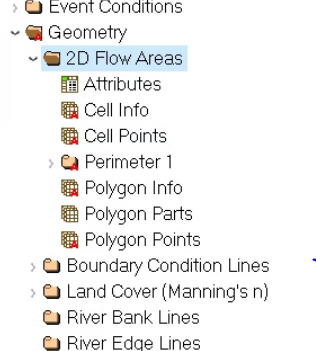 Event Conditions
Geometry
2D Flow Areas
Attributes
Cell Info
Cell Points
Perimeter 1
Polygon Info
Polygon Parts
Polygon Points
Boundary Condition Lines
Land Cover (Manning's n)
River Bank Lines
River Edge Lines